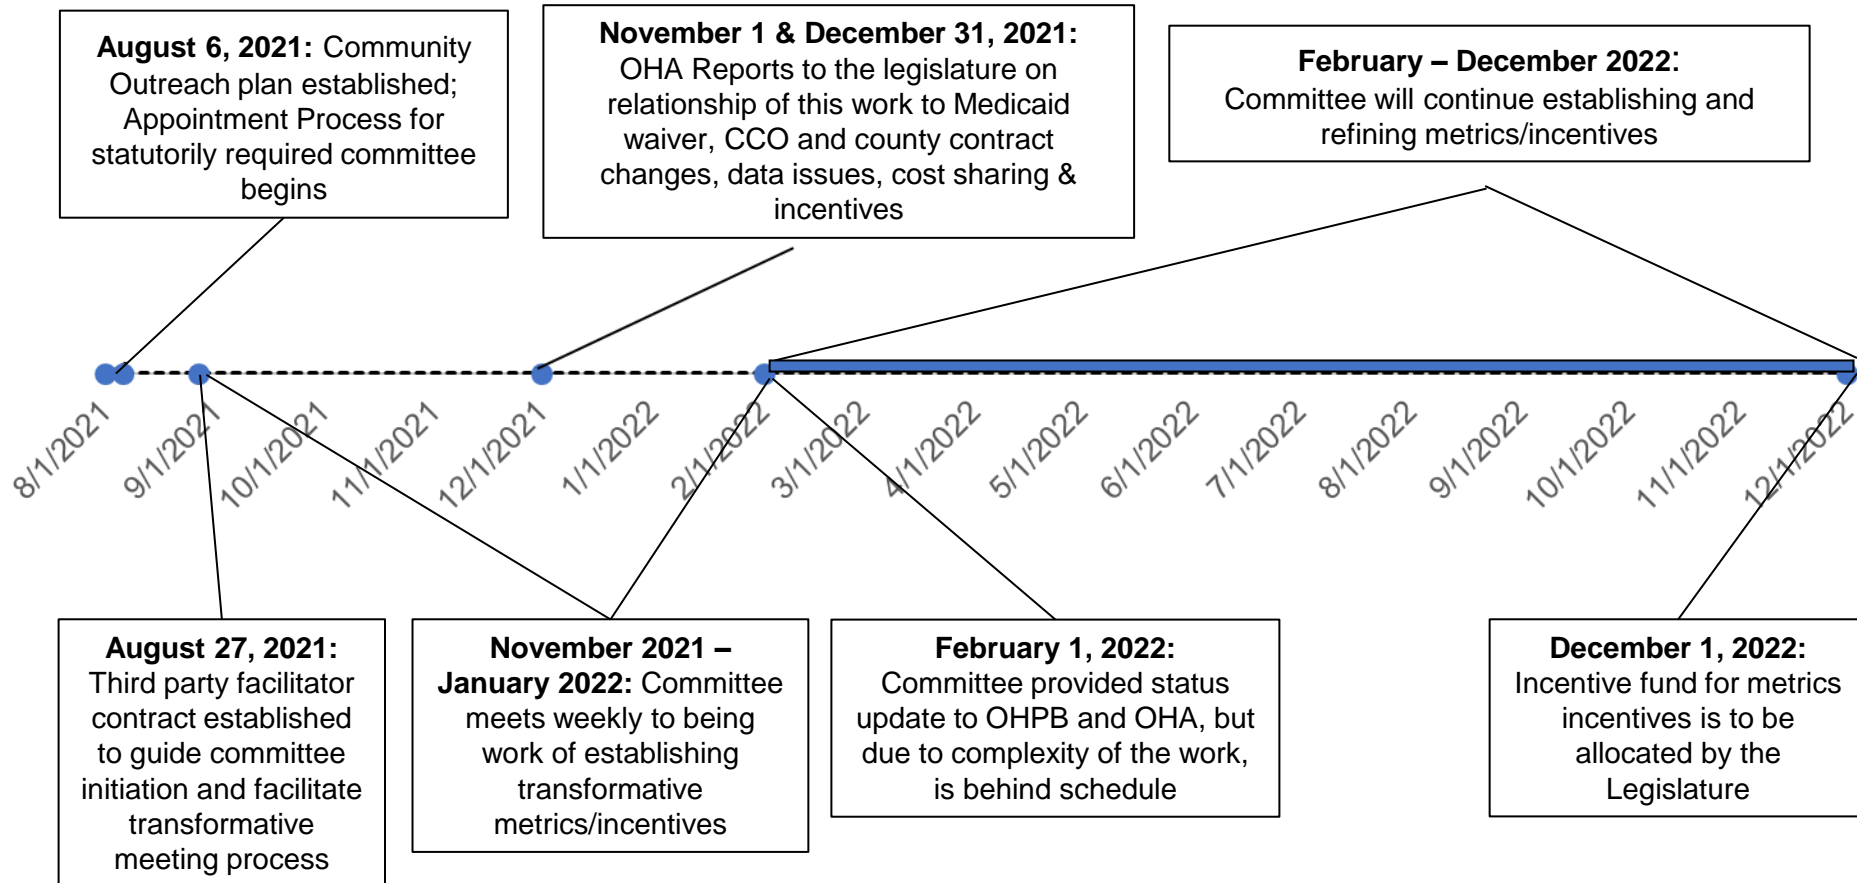 August 6, 2021: Community
Outreach plan established;
Appointment Process for
statutorily required committee
begins
November 1 & December 31, 2021:
OHA Reports to the legislature on
relationship of this work to Medicaid
waiver, CCO and county contract
changes, data issues, cost sharing &
incentives
February – December 2022:
Committee will continue establishing and
refining metrics/incentives
8/1/2021
9/1/2021
10/1/2021
11/1/2021
12/1/2021
1/1/2022
2/1/2022
3/1/2022
4/1/2022
5/1/2022
6/1/2022
7/1/2022
8/1/2022
9/1/2022
10/1/2022
11/1/2022
12/1/2022
August 27, 2021:
Third party facilitator
contract established
to guide committee
initiation and facilitate
transformative
meeting process
November 2021 –
January 2022: Committee
meets weekly to being
work of establishing
transformative
metrics/incentives
February 1, 2022:
Committee provided status
update to OHPB and OHA, but
due to complexity of the work,
is behind schedule
December 1, 2022:
Incentive fund for metrics
incentives is to be
allocated by the
Legislature